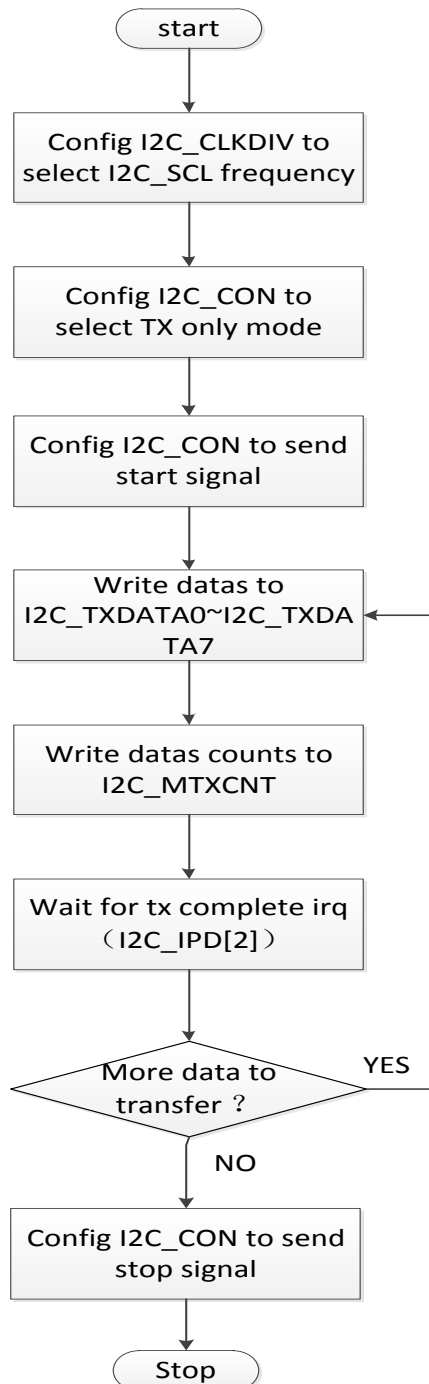 start
Config I2C_CLKDIV to
select I2C_SCL frequency
Config I2C_CON to
select TX only mode
Config I2C_CON to send
start signal
Write datas to
I2C_TXDATA0~I2C_TXDA
TA7
Write datas counts to
I2C_MTXCNT
Wait for tx complete irq
（I2C_IPD[2]）
More data to
transfer ？
YES
NO
Config I2C_CON to send
stop signal
Stop